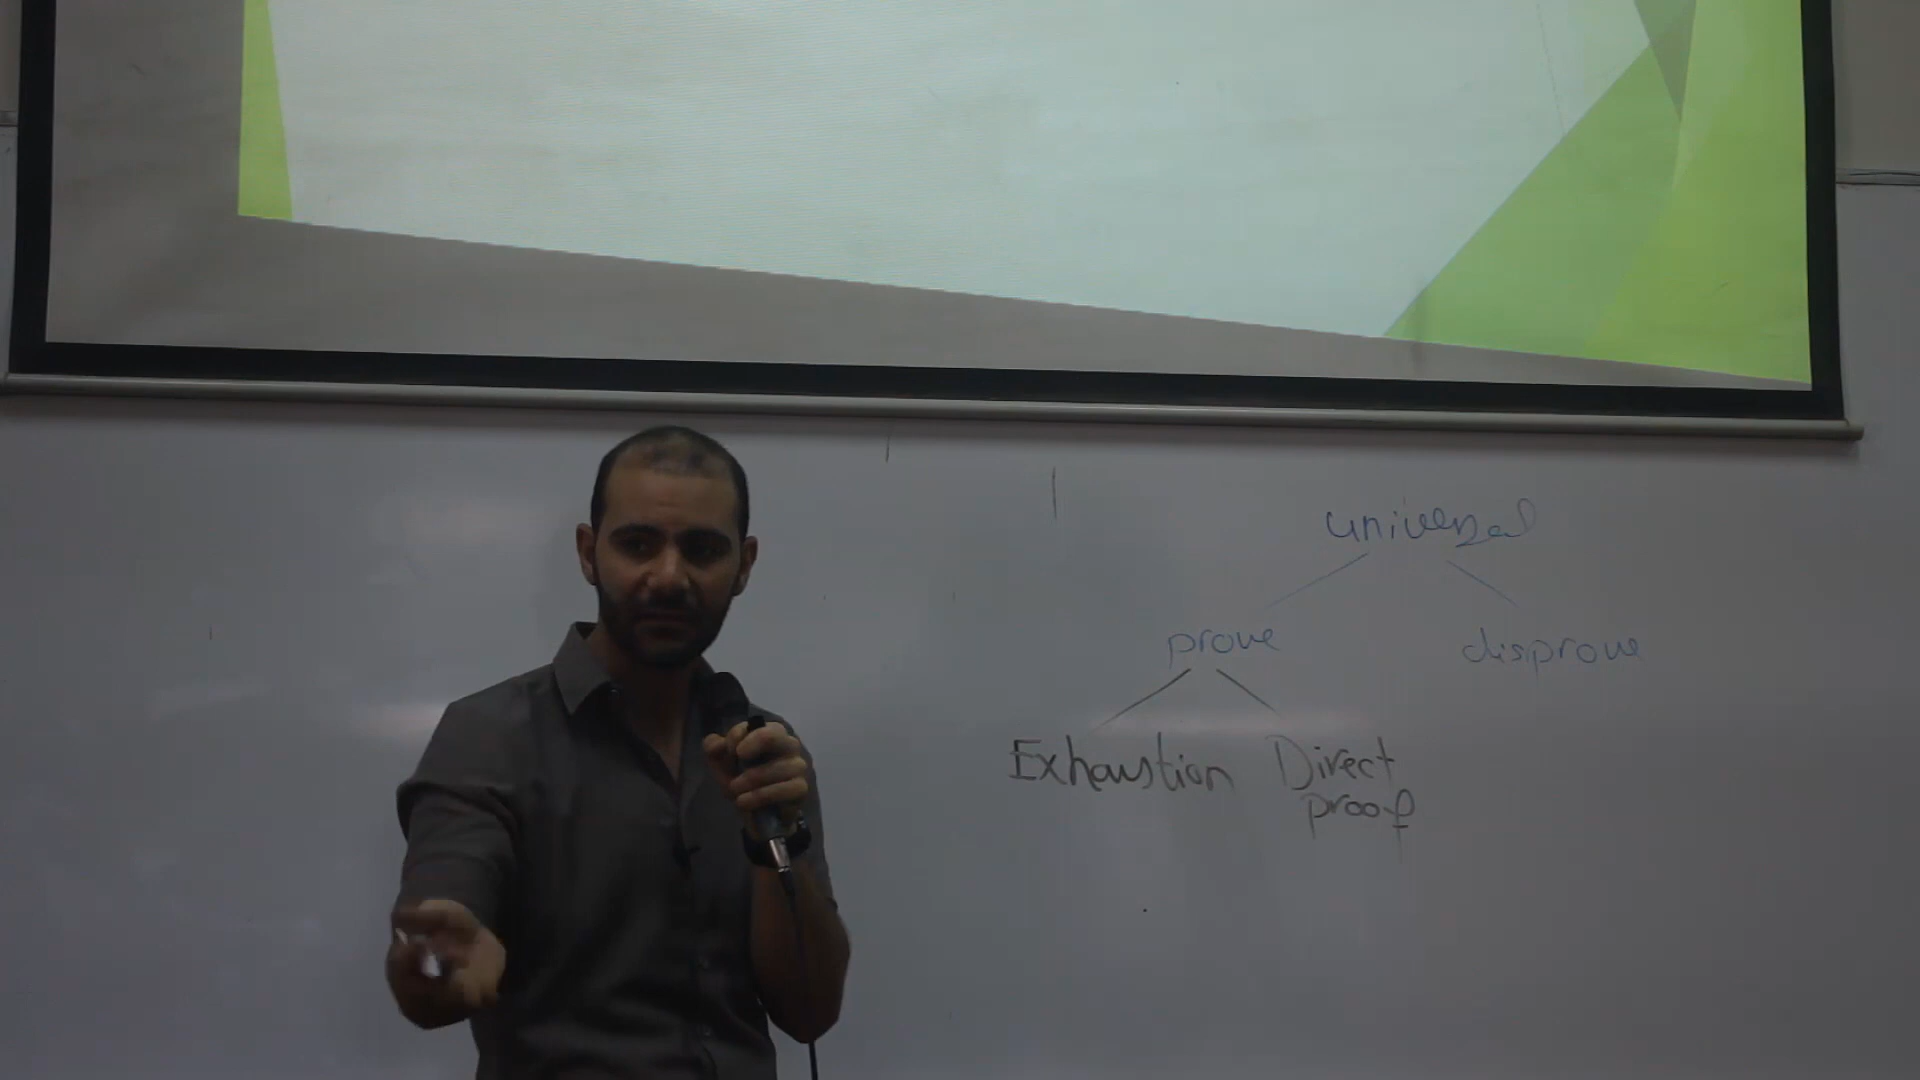 universal
prove
disprove
Exhaustion
Direct
proof